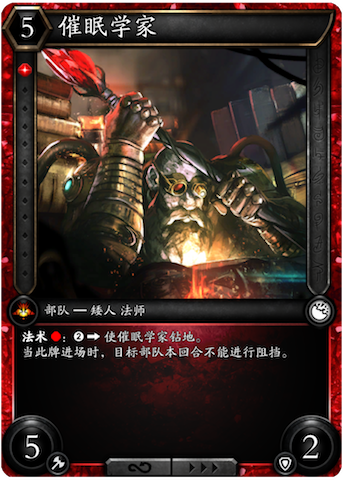 5 催眠学家
部队 — 矮人 法师
法术 : 2 ➡ 使催眠学家钻地。
当此牌进场时，目标部队本回合不能进行阻挡。
5 2